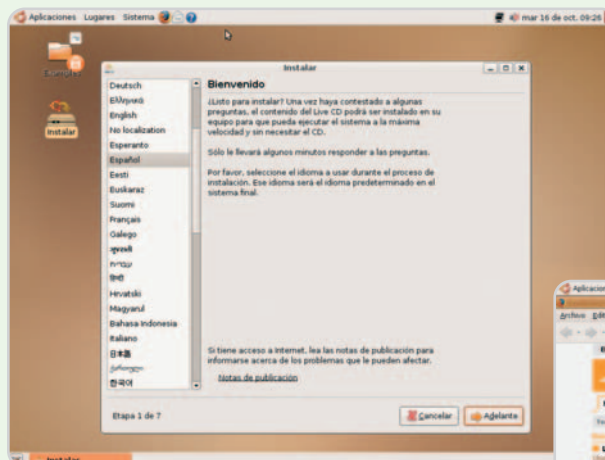 Aplicaciones Lugares Sistema
mar 16 de oct, 09:26
Examples
Instalar
Instalar
Deutsch
Ελληνικά
English
No localization
Esperanto
Español
Eesti
Euskaraz
Suomi
Français
Galego
ગુજરાતી
עברית
हिन्दी
Hrvatski
Magyarul
Bahasa Indonesia
Italiano
日本語
ქართული
한국어
Bienvenido
¿Listo para instalar? Una vez haya contestado a algunas
preguntas, el contenido del Live CD podrá ser instalado en su
equipo para que pueda ejecutar el sistema a la máxima
velocidad y sin necesitar el CD.
Sólo le llevará algunos minutos responder a las preguntas.
Por favor, seleccione el idioma a usar durante el proceso de
instalación. Ese idioma será el idioma predeterminado en el
sistema final.
Si tiene acceso a Internet, lea las notas de publicación para
informarse acerca de los problemas que le pueden afectar.
Notas de publicación
Etapa 1 de 7
Cancelar
Adelante
Instalar
Aplicacion
Archivo Edit